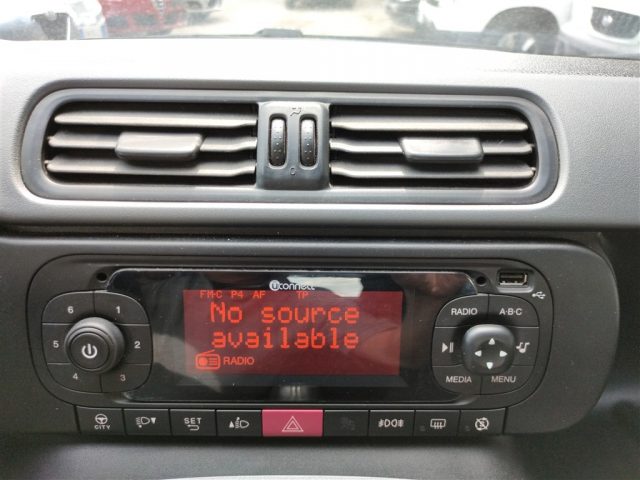 uconnect
FM-C P4 AF TP
No source
available
RADIO
6 1
5 2
4 3
RADIO A-B-C
MEDIA MENU
CITY
SET